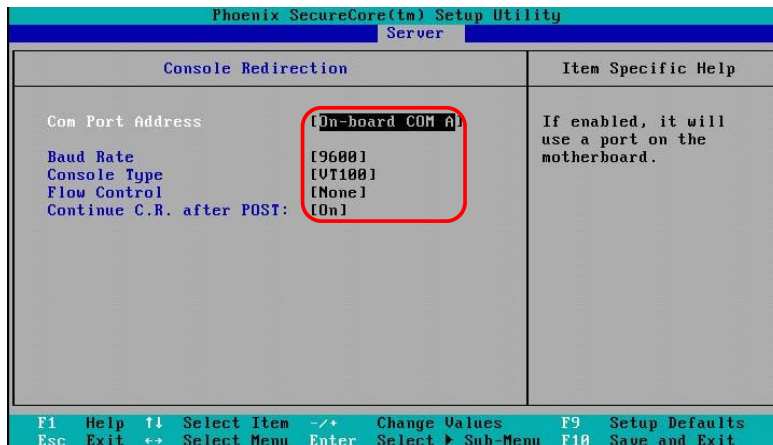 Phoenix SecureCore(tm) Setup Utility
Server
Console Redirection
Item Specific Help
Com Port Address [On-board COM A]
Baud Rate [9600]
Console Type [VT100]
Flow Control [None]
Continue C.R. after POST: [On]
If enabled, it will
use a port on the
motherboard.
F1 Help ↑↓ Select Item -/+ Change Values F9 Setup Defaults
Esc Exit ↔ Select Menu Enter Select ▶ Sub-Menu F10 Save and Exit